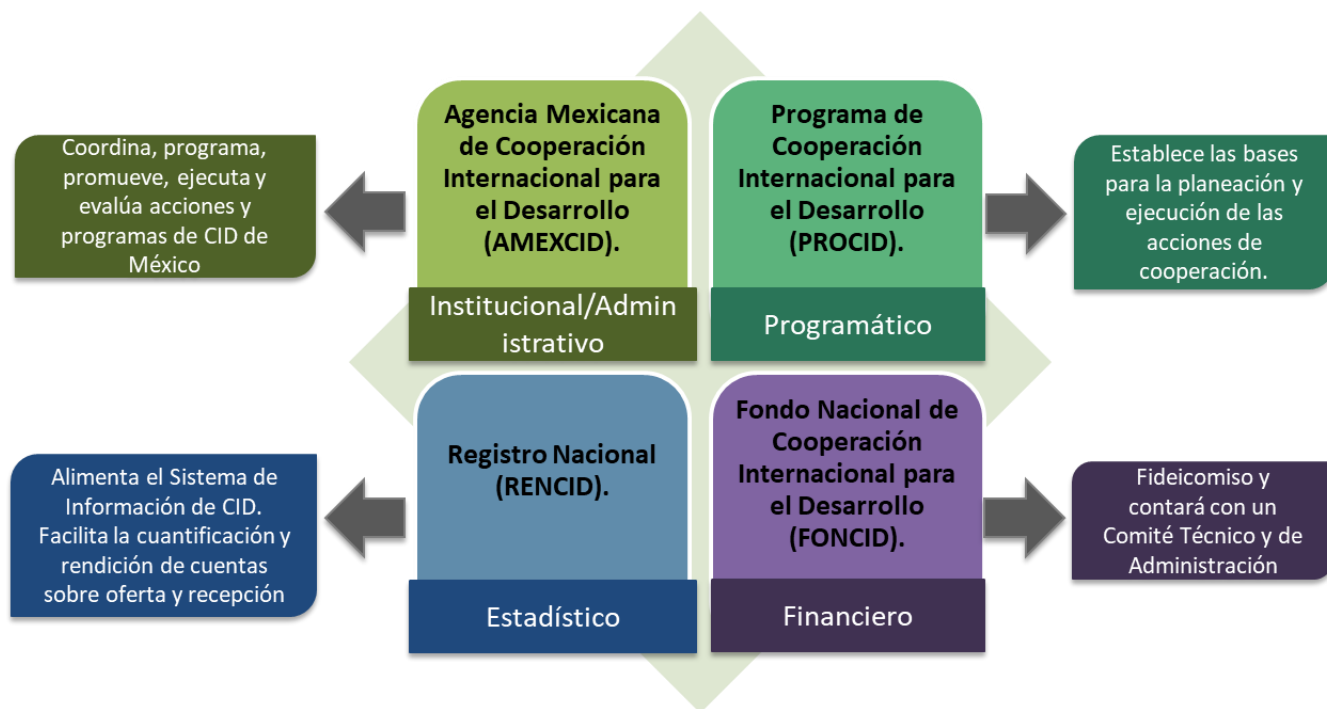 Coordina, programa,
promueve, ejecuta y
evalúa acciones y
programas de CID de
México
Agencia Mexicana
de Cooperación
Internacional para
el Desarrollo
(AMEXCID).
Institucional/Admin
istrativo
Programa de
Cooperación
Internacional para
el Desarrollo
(PROCID).
Programático
Establece las bases
para la planeación y
ejecución de las
acciones de
cooperación.
Alimenta el Sistema de
Información de CID.
Facilita la cuantificación y
rendición de cuentas
sobre oferta y recepción
Registro Nacional
(RENCID).
Estadístico
Fondo Nacional de
Cooperación
Internacional para
el Desarrollo
(FONCID).
Financiero
Fideicomiso y
contará con un
Comité Técnico y de
Administración